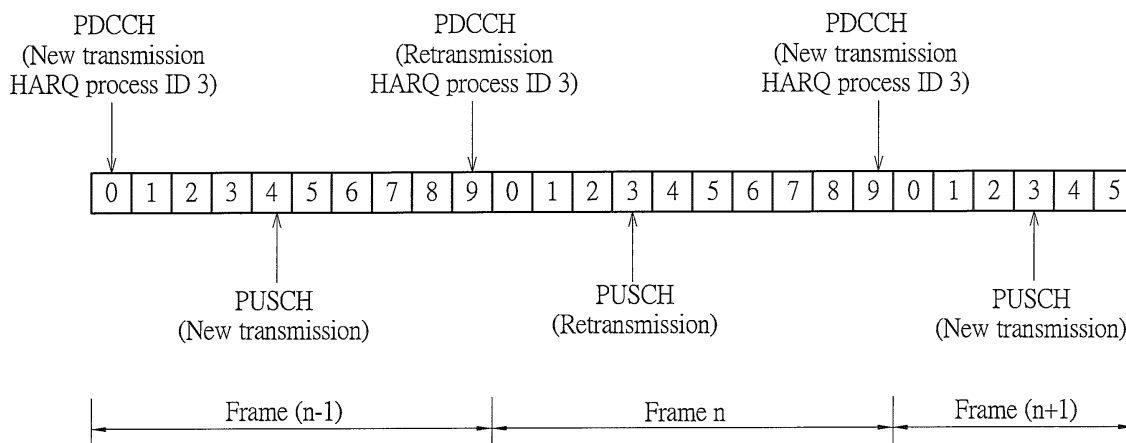 PDCCH
(New transmission
HARQ process ID 3)
PDCCH
(Retransmission
HARQ process ID 3)
PDCCH
(New transmission
HARQ process ID 3)
0 1 2 3 4 5 6 7 8 9 0 1 2 3 4 5 6 7 8 9 0 1 2 3 4 5
PUSCH
(New transmission)
PUSCH
(Retransmission)
PUSCH
(New transmission)
Frame (n-1)
Frame n
Frame (n+1)